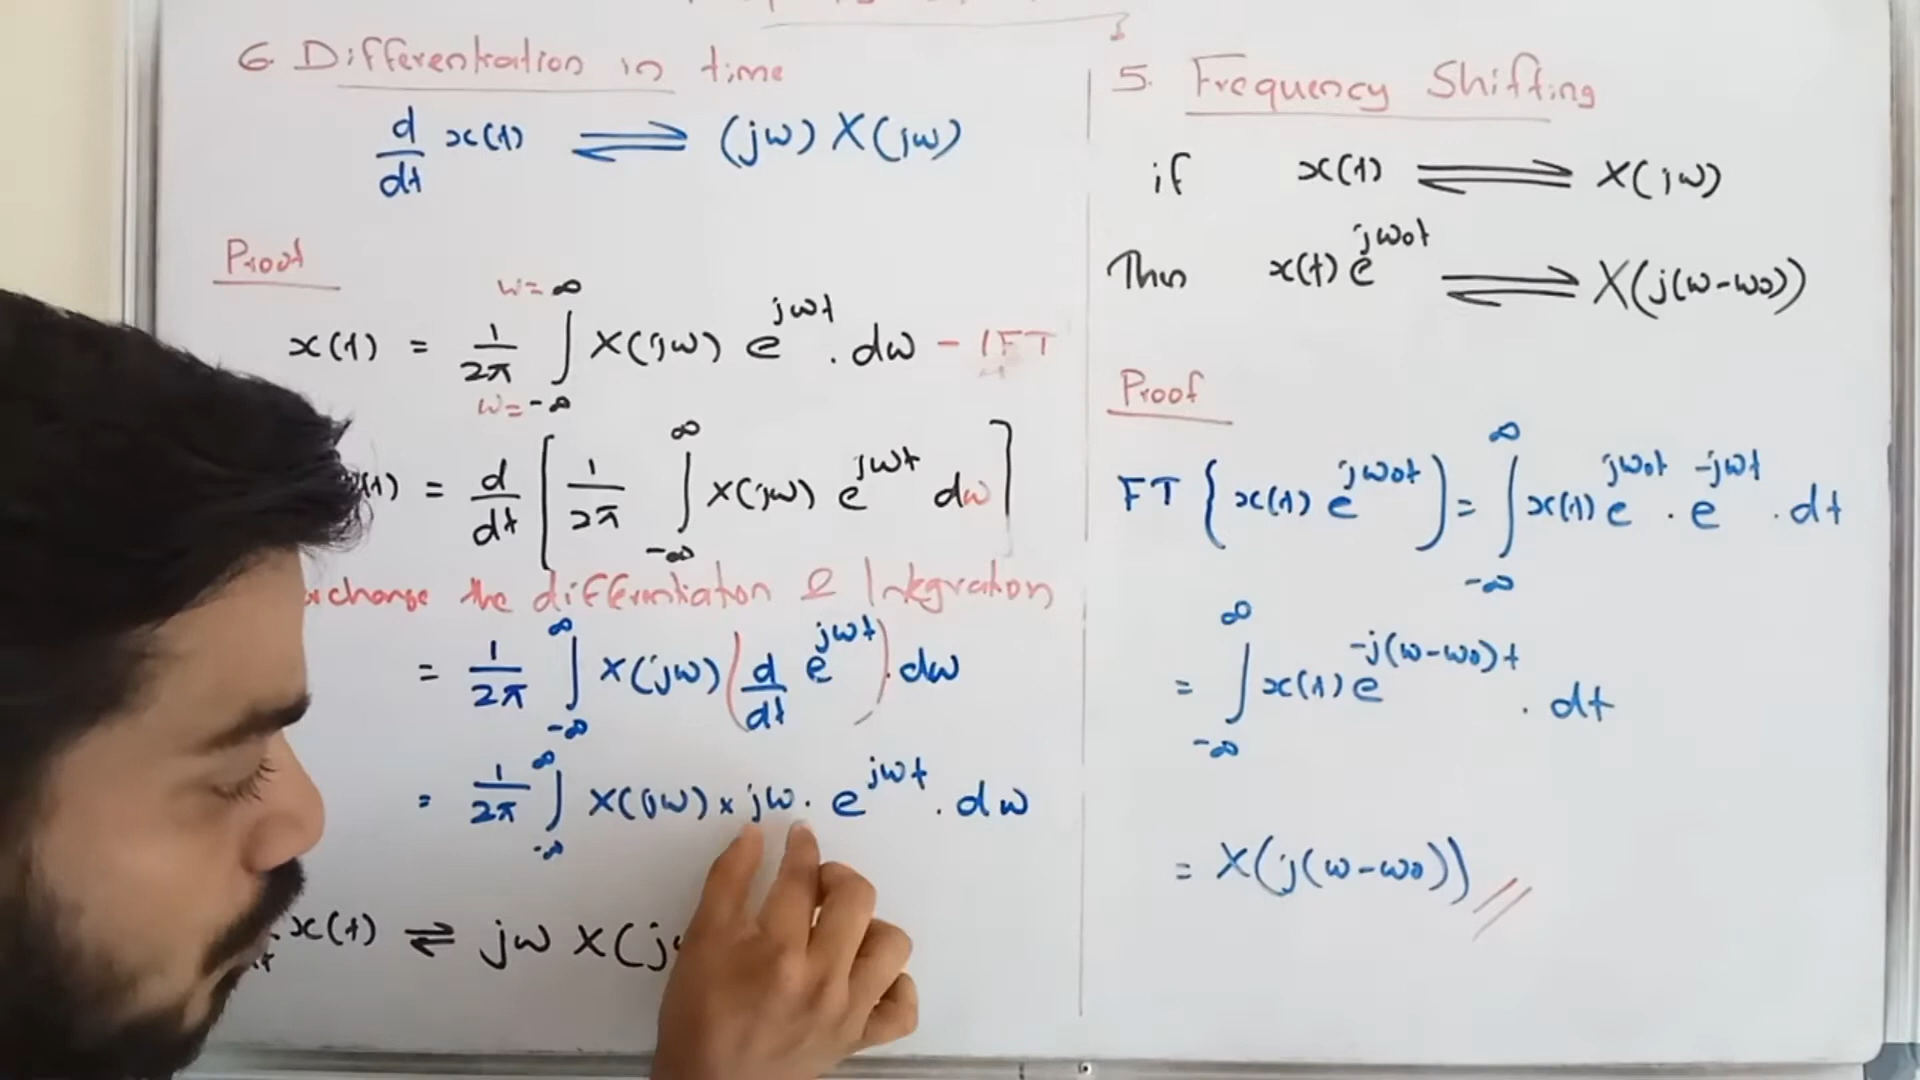 6. Differentiation in time
d/dt x(t) ⇌ (jω) X(jω)
Proof
x(t) = 1/2π ∫ X(jω) e^jωt . dω - IFT
ω= ∞
ω= -∞
x(t) = d/dt [ 1/2π ∫_-∞^∞ X(jω) e^jωt dω ]
the differentiation & Integration
= 1/2π ∫_-∞^∞ X(jω) ( d/dt e^jωt ) . dω
= 1/2π ∫_-∞^∞ X(jω) × jω . e^jωt . dω
x(t) ⇌ jω X(j
5. Frequency Shifting
if x(t) ⇌ X(jω)
Then x(t) e^jω0t ⇌ X(j(ω-ω0))
Proof
FT { x(t) e^jω0t } = ∫_-∞^∞ x(t) e^jω0t . e^-jωt . dt
= ∫_-∞^∞ x(t) e^-j(ω-ω0)t . dt
= X(j(ω-ω0)) //